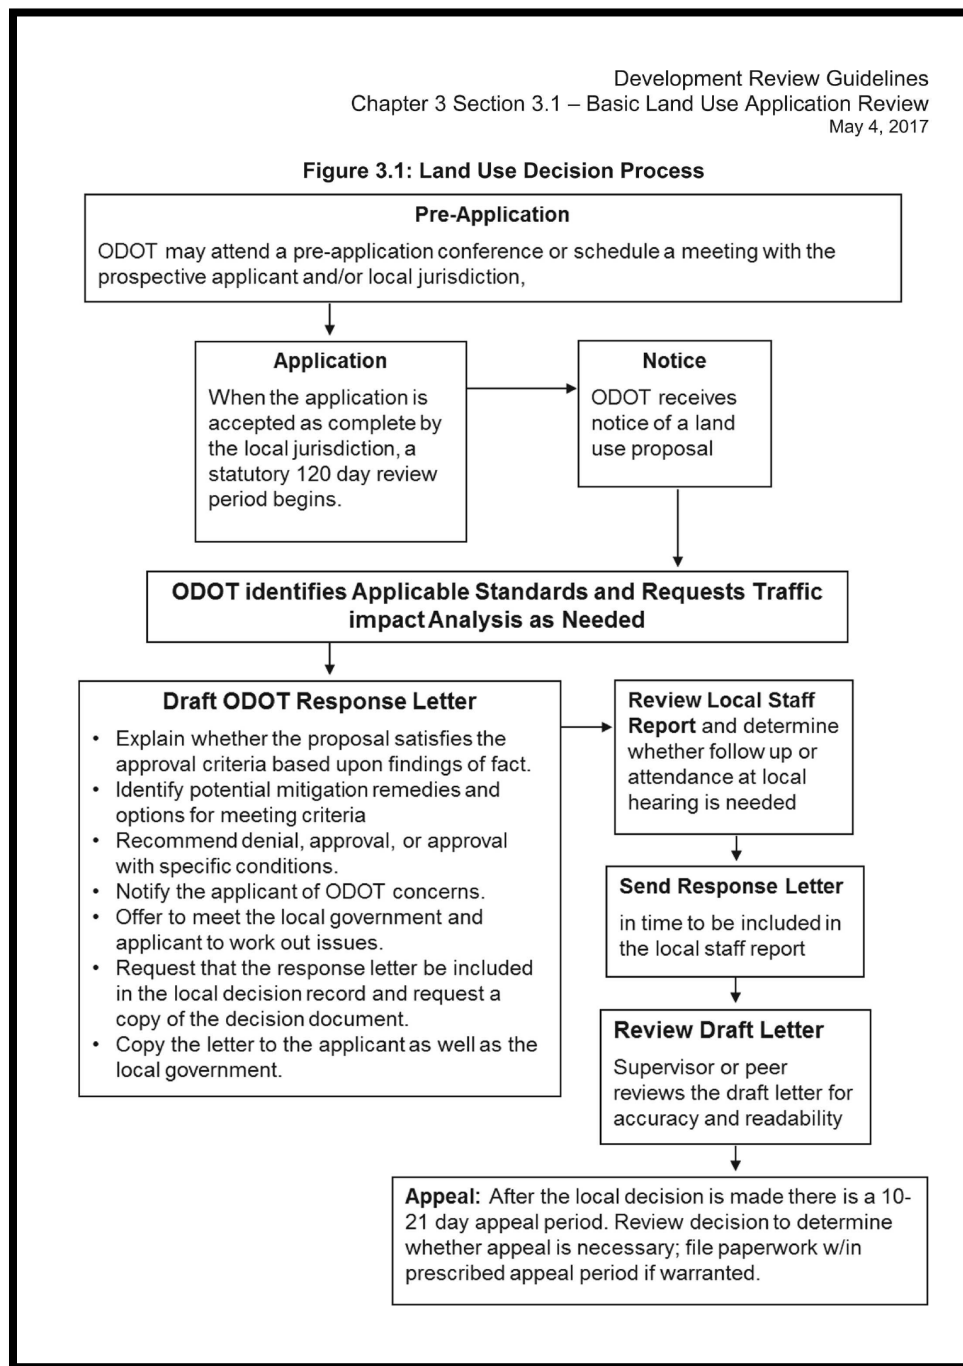 Development Review Guidelines
Chapter 3 Section 3.1 – Basic Land Use Application Review
May 4, 2017
Figure 3.1: Land Use Decision Process
Pre-Application
ODOT may attend a pre-application conference or schedule a meeting with the
prospective applicant and/or local jurisdiction,
Application
When the application is
accepted as complete by
the local jurisdiction, a
statutory 120 day review
period begins.
Notice
ODOT receives
notice of a land
use proposal
ODOT identifies Applicable Standards and Requests Traffic
impact Analysis as Needed
Draft ODOT Response Letter
• Explain whether the proposal satisfies the
approval criteria based upon findings of fact.
• Identify potential mitigation remedies and
options for meeting criteria
• Recommend denial, approval, or approval
with specific conditions.
• Notify the applicant of ODOT concerns.
• Offer to meet the local government and
applicant to work out issues.
• Request that the response letter be included
in the local decision record and request a
copy of the decision document.
• Copy the letter to the applicant as well as the
local government.
Review Local Staff
Report and determine
whether follow up or
attendance at local
hearing is needed
Send Response Letter
in time to be included in
the local staff report
Review Draft Letter
Supervisor or peer
reviews the draft letter for
accuracy and readability
Appeal: After the local decision is made there is a 10-
21 day appeal period. Review decision to determine
whether appeal is necessary; file paperwork w/in
prescribed appeal period if warranted.